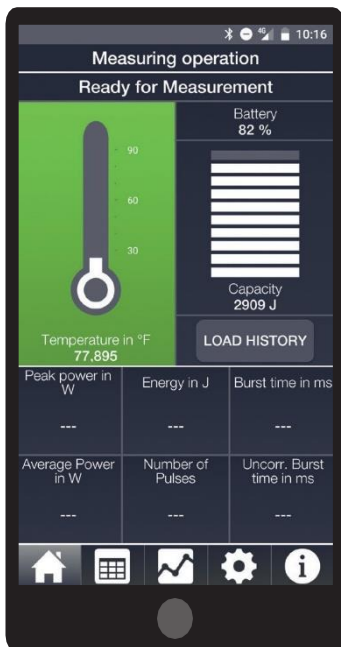 4G 10:16
Measuring operation
Ready for Measurement
90
60
30
Temperature in °F
77,895
Battery
82 %
Capacity
2909 J
LOAD HISTORY
Peak power in
W
---
Energy in J
---
Burst time in ms
---
Average Power
in W
---
Number of
Pulses
---
Uncorr. Burst
time in ms
---
i